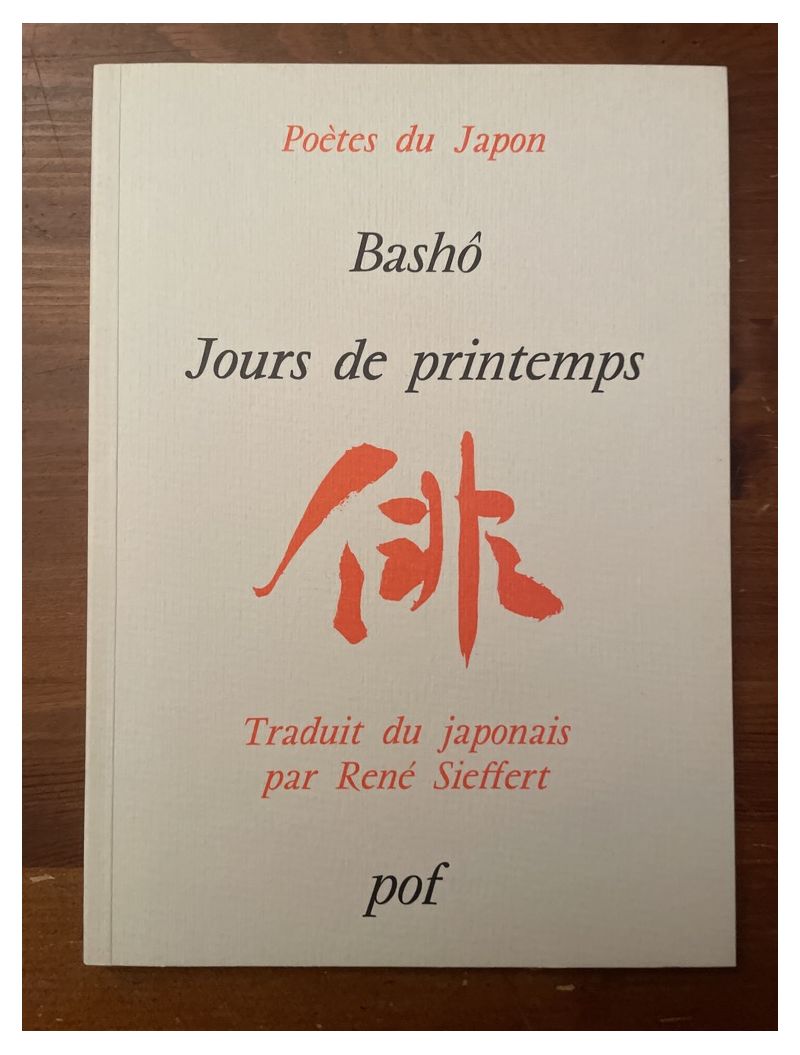 Poètes du Japon
Bashô
Jours de printemps
俳
Traduit du japonais
par René Sieffert
pof